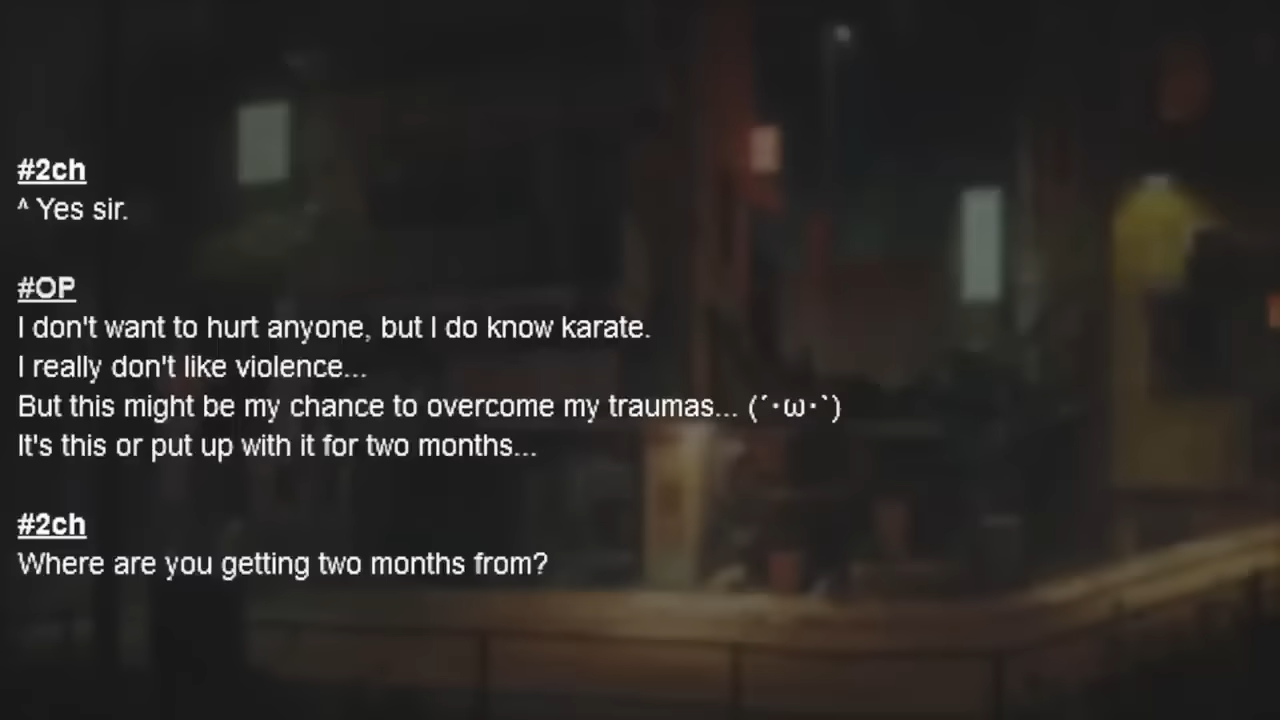 #2ch
^ Yes sir.
#OP
I don't want to hurt anyone, but I do know karate.
I really don't like violence...
But this might be my chance to overcome my traumas... (´･ω･`)
It's this or put up with it for two months...
#2ch
Where are you getting two months from?